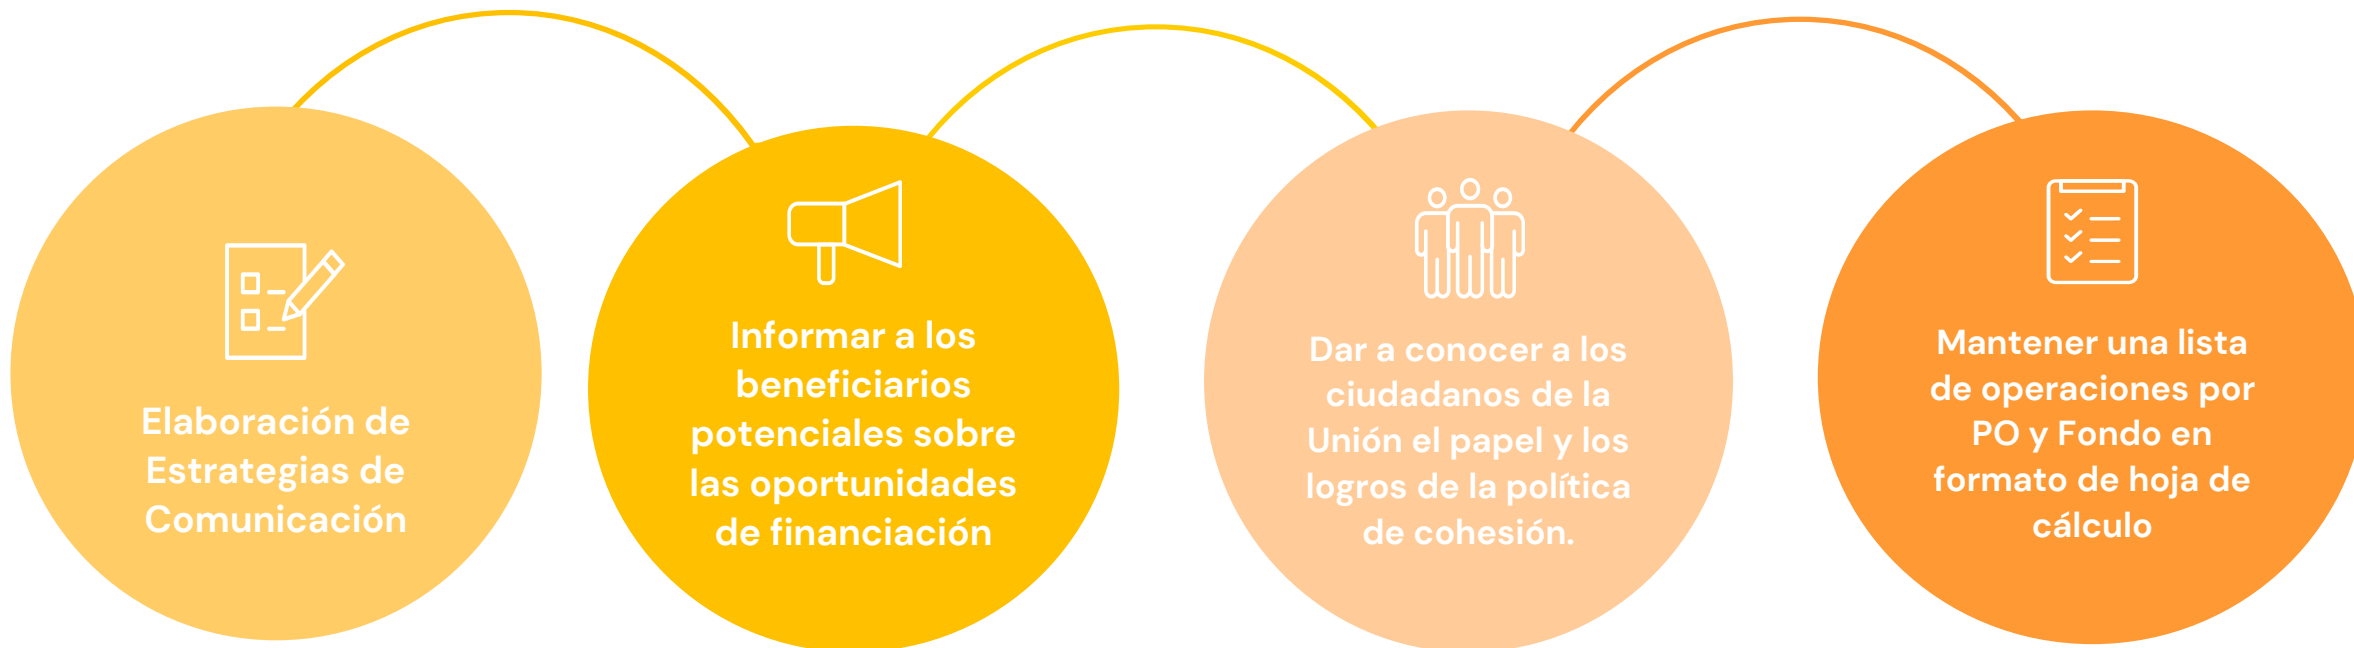 Elaboración de
Estrategias de
Comunicación
Informar a los
beneficiarios
potenciales sobre
las oportunidades
de financiación
Dar a conocer a los
ciudadanos de la
Unión el papel y los
logros de la política
de cohesión.
Mantener una lista
de operaciones por
PO y Fondo en
formato de hoja de
cálculo